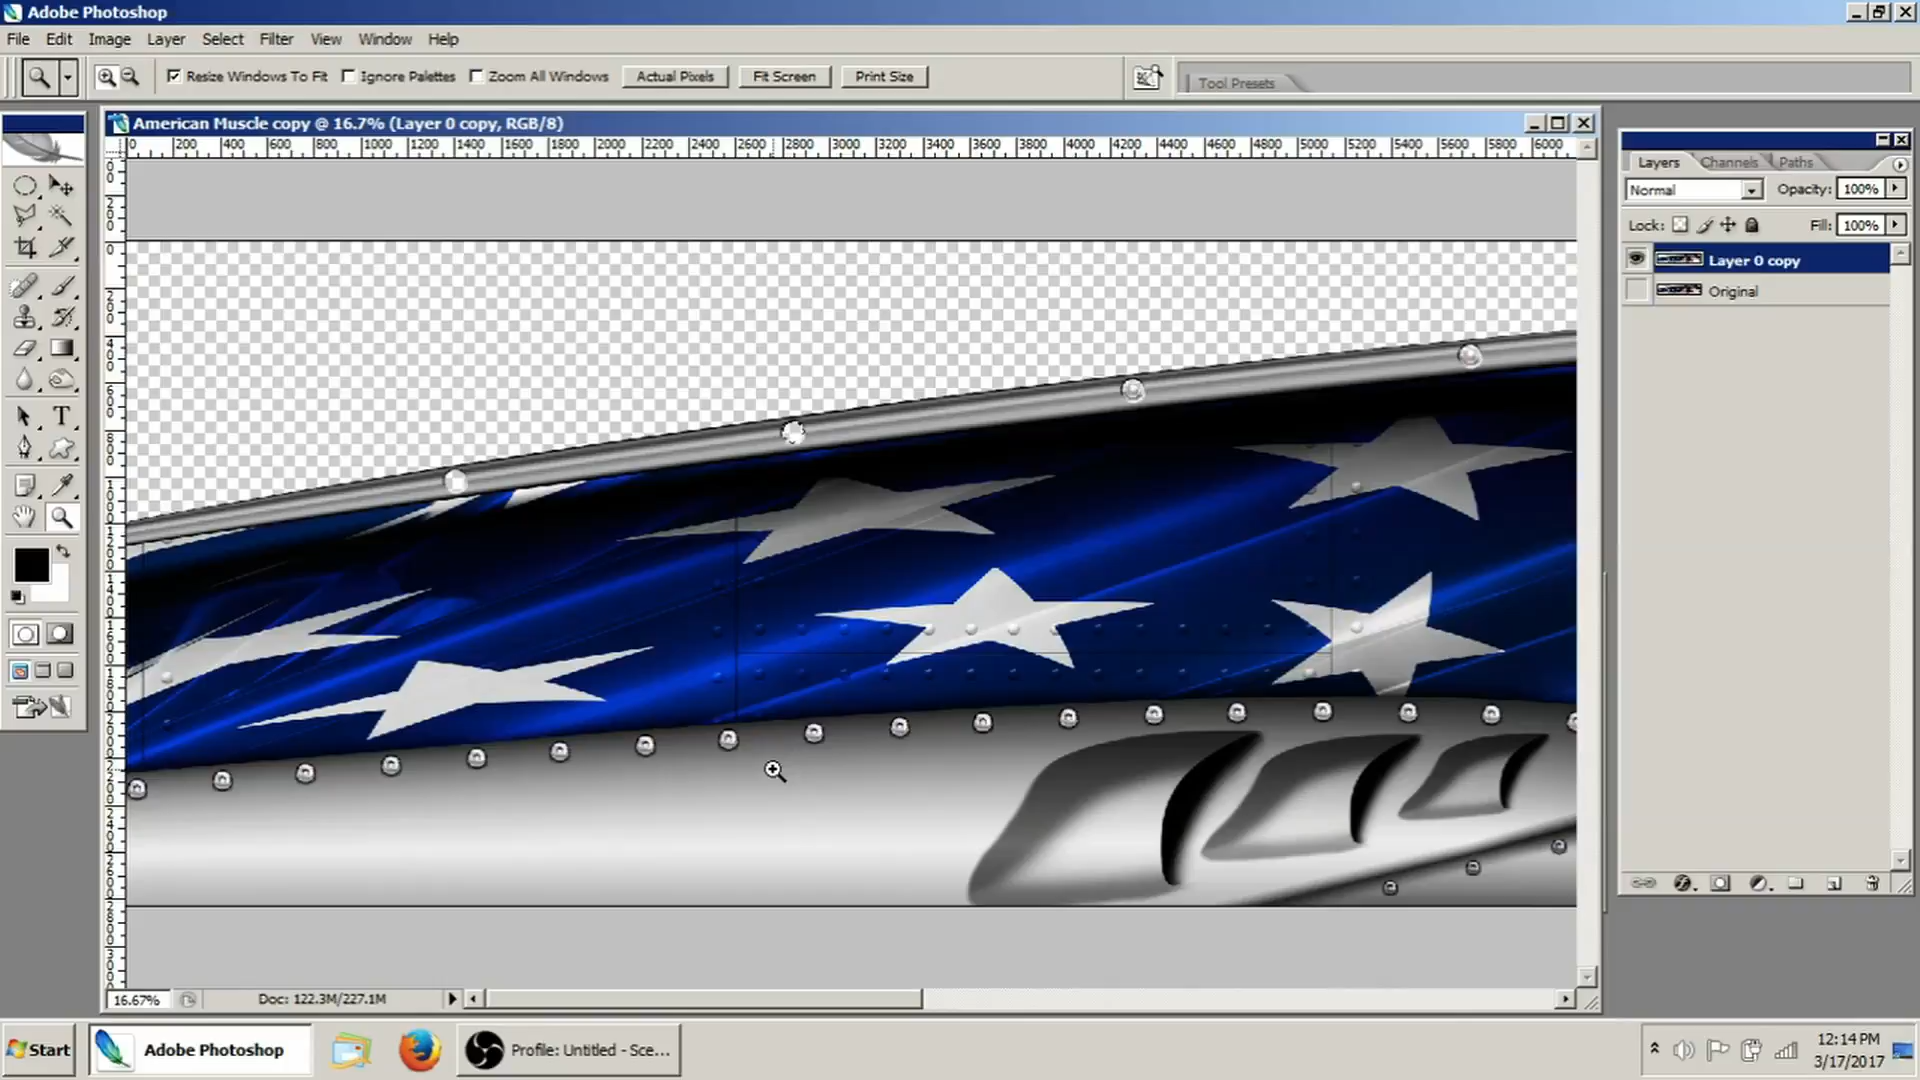 Adobe Photoshop
File Edit Image Layer Select Filter View Window Help
Resize Windows To Fit Ignore Palettes Zoom All Windows Actual Pixels Fit Screen Print Size Tool Presets
American Muscle copy @ 16.7% (Layer 0 copy, RGB/8)
0 200 400 600 800 1000 1200 1400 1600 1800 2000 2200 2400 2600 2800 3000 3200 3400 3600 3800 4000 4200 4400 4600 4800 5000 5200 5400 5600 5800 6000
Layers Channels Paths
Normal Opacity: 100%
Lock: Fill: 100%
Layer 0 copy
Original
16.67% Doc: 122.3M/227.1M
Start Adobe Photoshop Profile: Untitled - Sce...
12:14 PM
3/17/2017